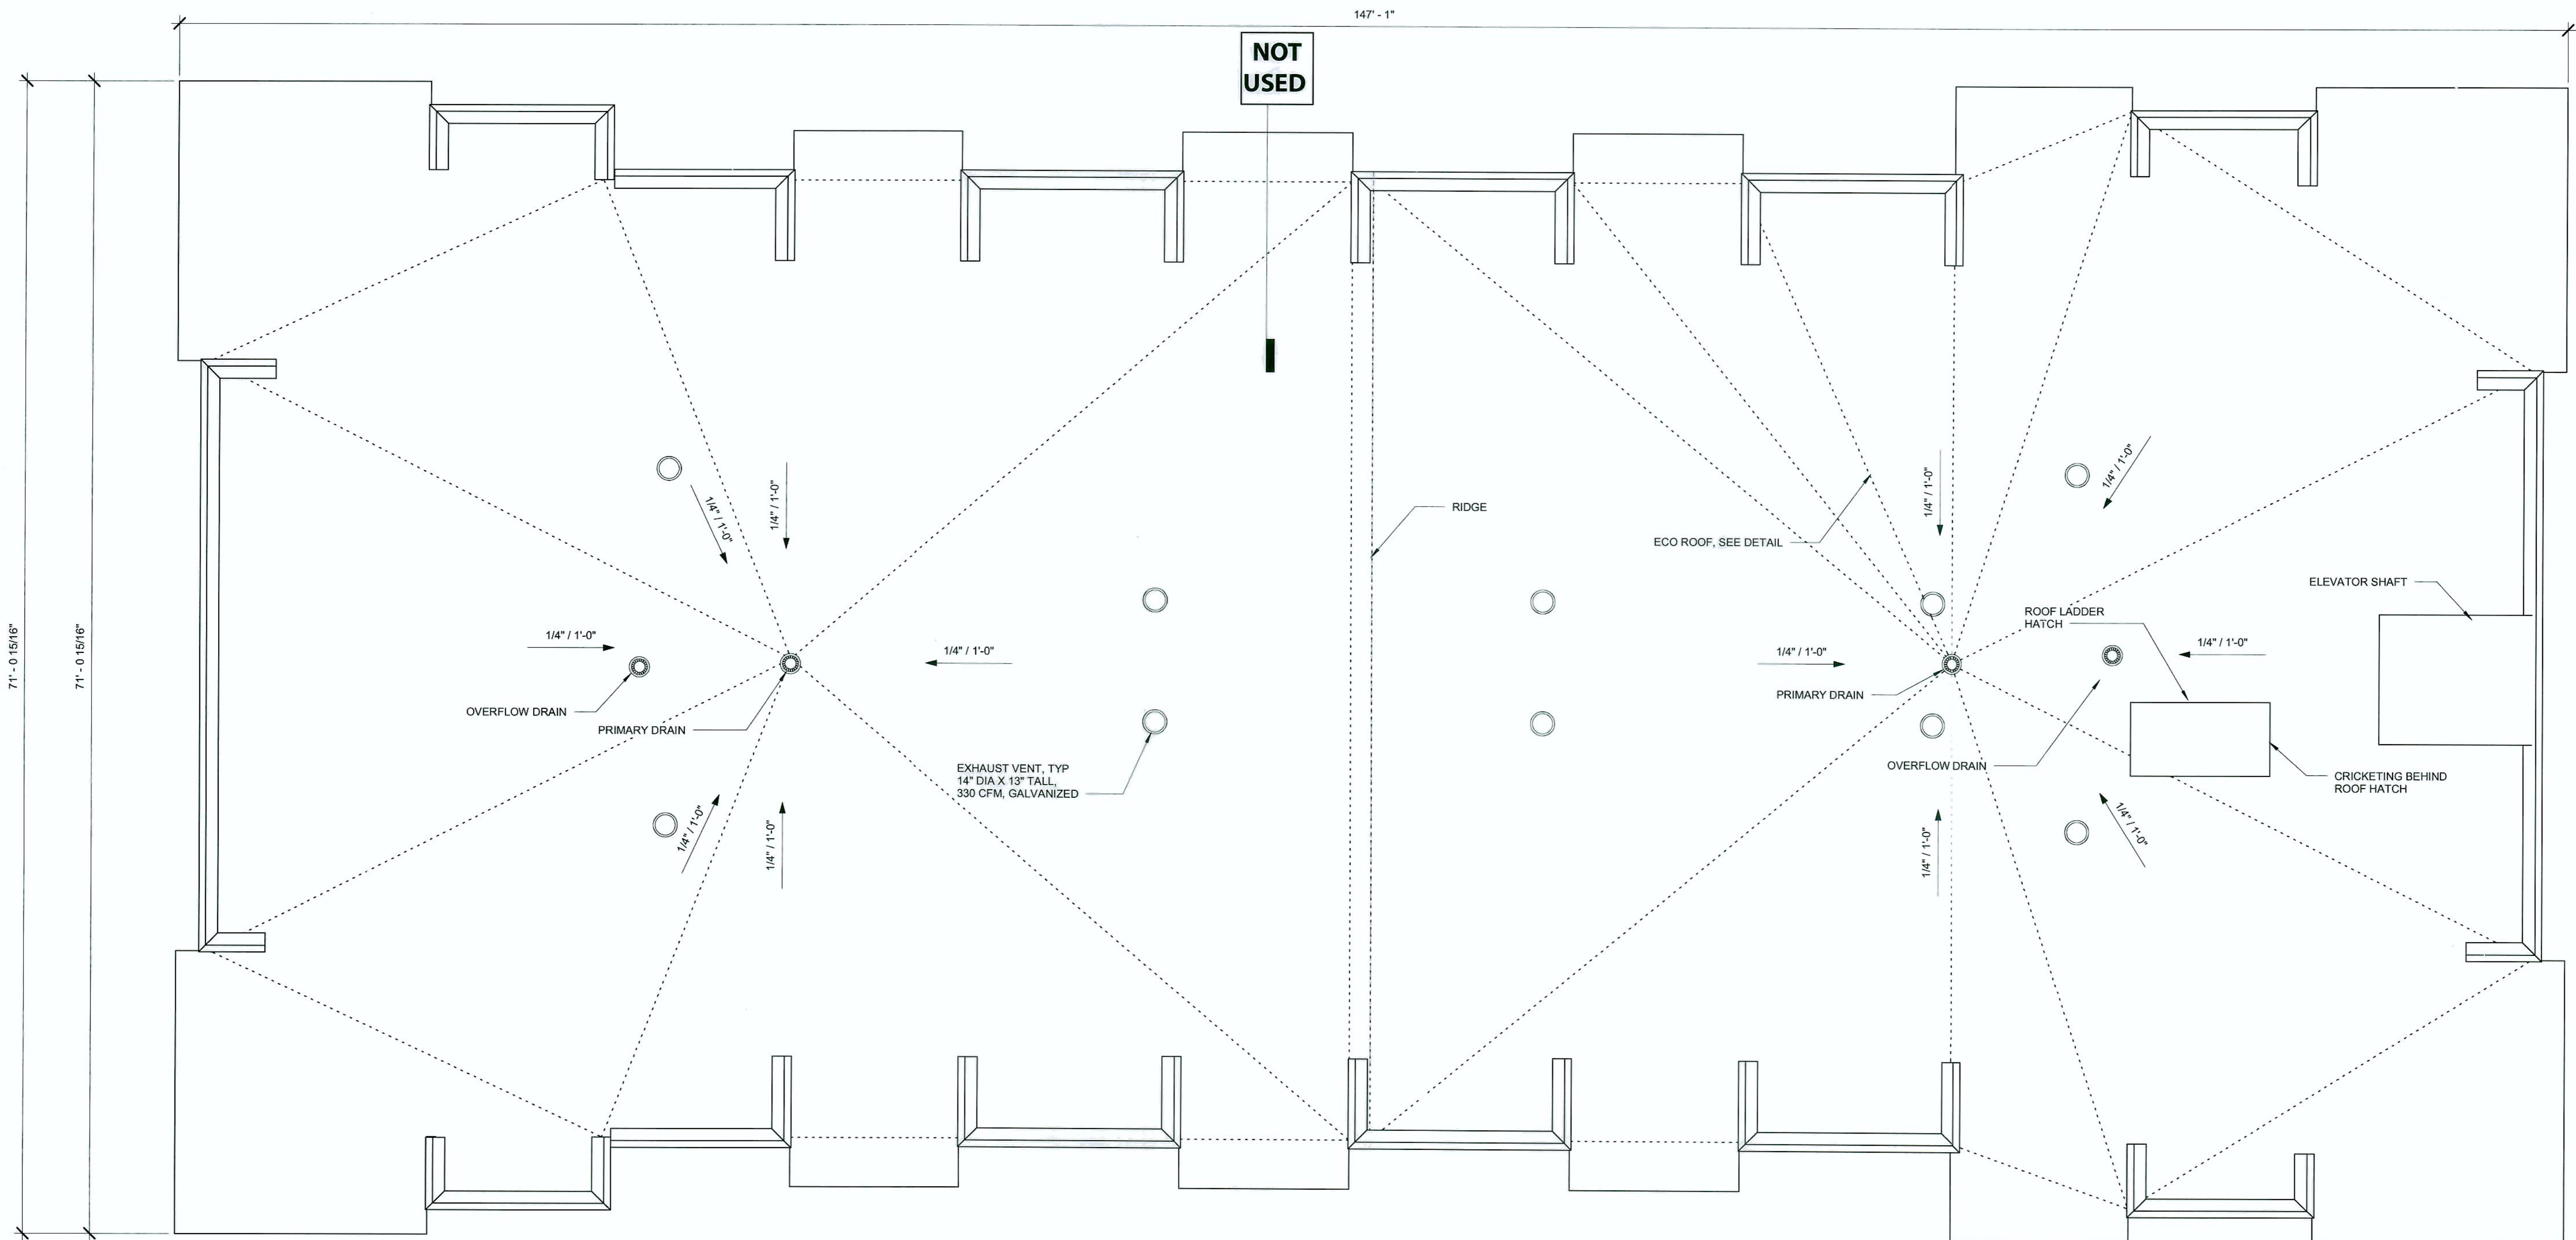 147' - 1"
NOT
USED
71' - 0 15/16"
71' - 0 15/16"
1/4" / 1'-0"
1/4" / 1'-0"
1/4" / 1'-0"
1/4" / 1'-0"
RIDGE
ECO ROOF, SEE DETAIL
ELEVATOR SHAFT
ROOF LADDER
HATCH
1/4" / 1'-0"
1/4" / 1'-0"
1/4" / 1'-0"
1/4" / 1'-0"
OVERFLOW DRAIN
PRIMARY DRAIN
PRIMARY DRAIN
EXHAUST VENT, TYP
14" DIA X 13" TALL,
330 CFM, GALVANIZED
OVERFLOW DRAIN
CRICKETING BEHIND
ROOF HATCH
1/4" / 1'-0"
1/4" / 1'-0"
1/4" / 1'-0"
1/4" / 1'-0"